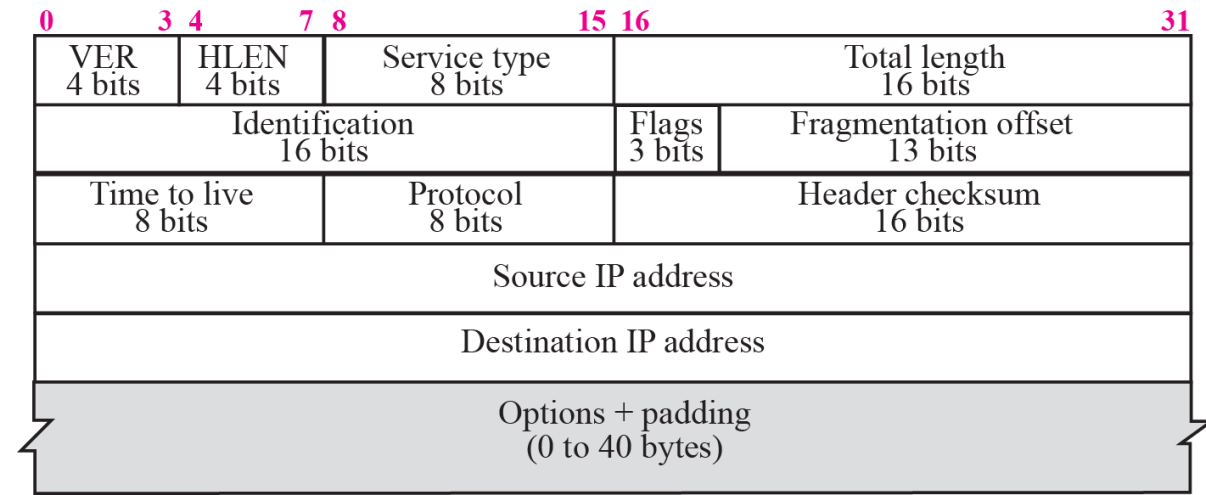 0 3 4 7 8 15 16 31
VER HLEN Service type Total length
4 bits 4 bits 8 bits 16 bits
Identification Flags Fragmentation offset
16 bits 3 bits 13 bits
Time to live Protocol Header checksum
8 bits 8 bits 16 bits
Source IP address
Destination IP address
Options + padding
(0 to 40 bytes)